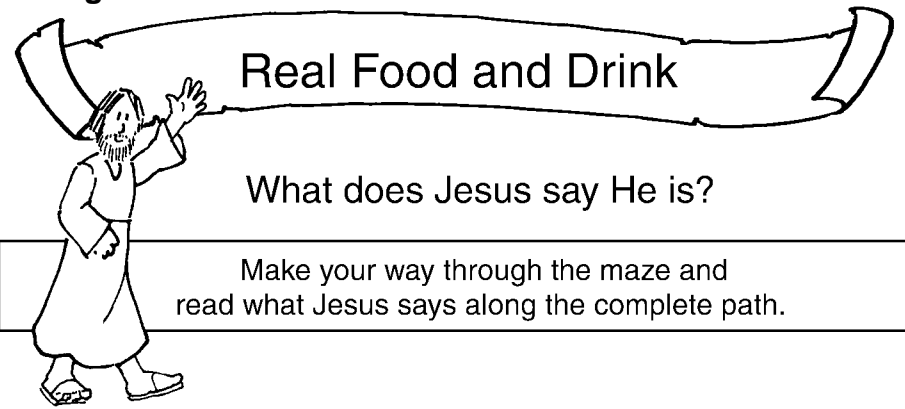 Real Food and Drink
What does Jesus say He is?
Make your way through the maze and
read what Jesus says along the complete path.